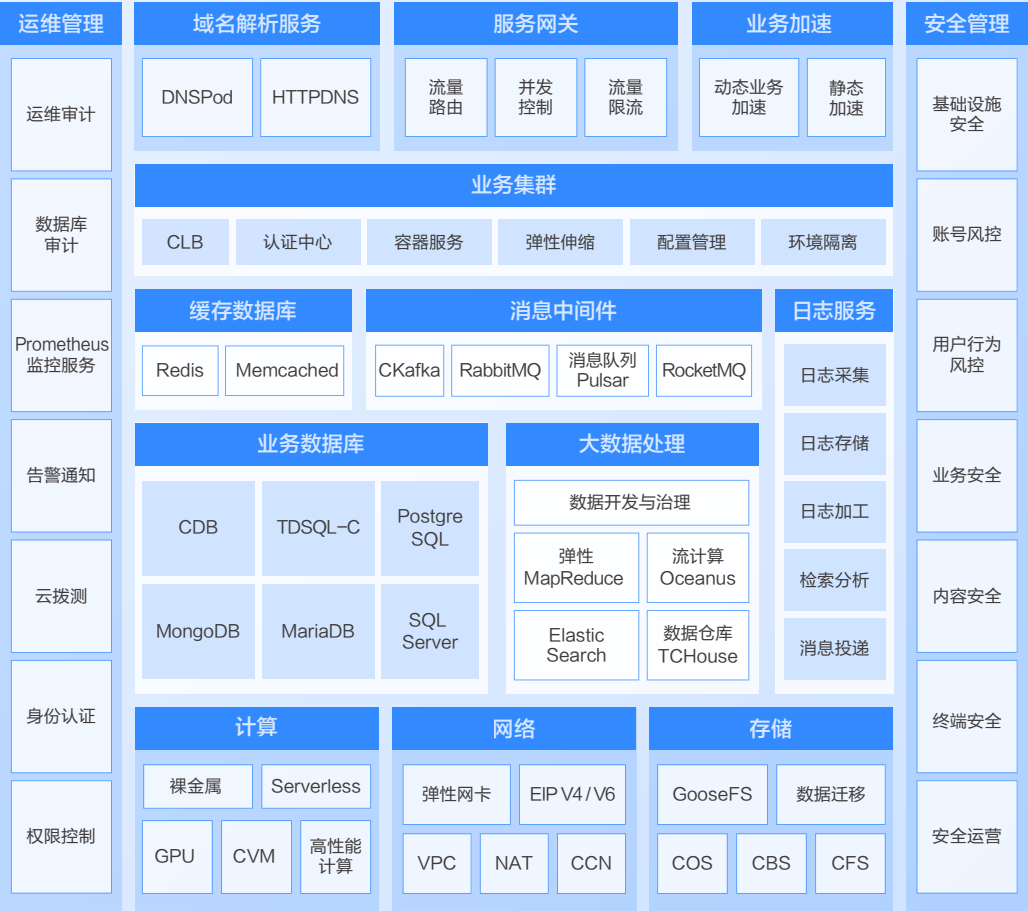 运维管理
运维审计
数据库
审计
Prometheus
监控服务
告警通知
云拨测
身份认证
权限控制
域名解析服务
DNSPod
HTTPDNS
服务网关
流量
路由
并发
控制
流量
限流
业务加速
动态业务
加速
静态
加速
业务集群
CLB
认证中心
容器服务
弹性伸缩
配置管理
环境隔离
缓存数据库
Redis
Memcached
消息中间件
CKafka
RabbitMQ
消息队列
Pulsar
RocketMQ
日志服务
日志采集
日志存储
日志加工
检索分析
消息投递
业务数据库
CDB
TDSQL-C
Postgre
SQL
MongoDB
MariaDB
SQL
Server
大数据处理
数据开发与治理
弹性
MapReduce
流计算
Oceanus
Elastic
Search
数据仓库
TCHouse
计算
裸金属
Serverless
GPU
CVM
高性能
计算
网络
弹性网卡
EIP V4 / V6
VPC
NAT
CCN
存储
GooseFS
数据迁移
COS
CBS
CFS
安全管理
基础设施
安全
账号风控
用户行为
风控
业务安全
内容安全
终端安全
安全运营